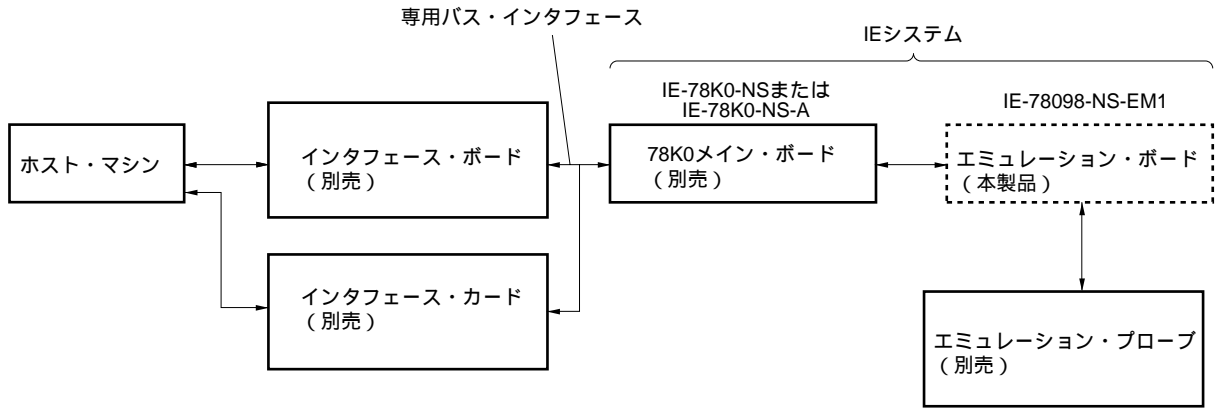 専用バス・インタフェース
IEシステム
IE-78K0-NSまたは
IE-78K0-NS-A
IE-78098-NS-EM1
ホスト・マシン
インタフェース・ボード
（別売）
78K0メイン・ボード
（別売）
エミュレーション・ボード
（本製品）
インタフェース・カード
（別売）
エミュレーション・プローブ
（別売）